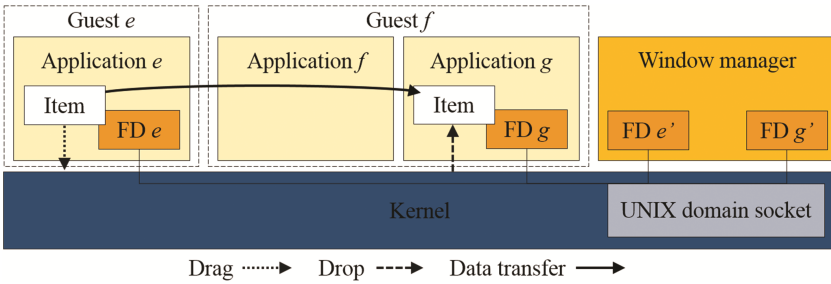 Guest e
Guest f
Application e
Application f
Application g
Window manager
Item
Item
FD e
FD g
FD e’
FD g’
Kernel
UNIX domain socket
Drag
Drop
Data transfer